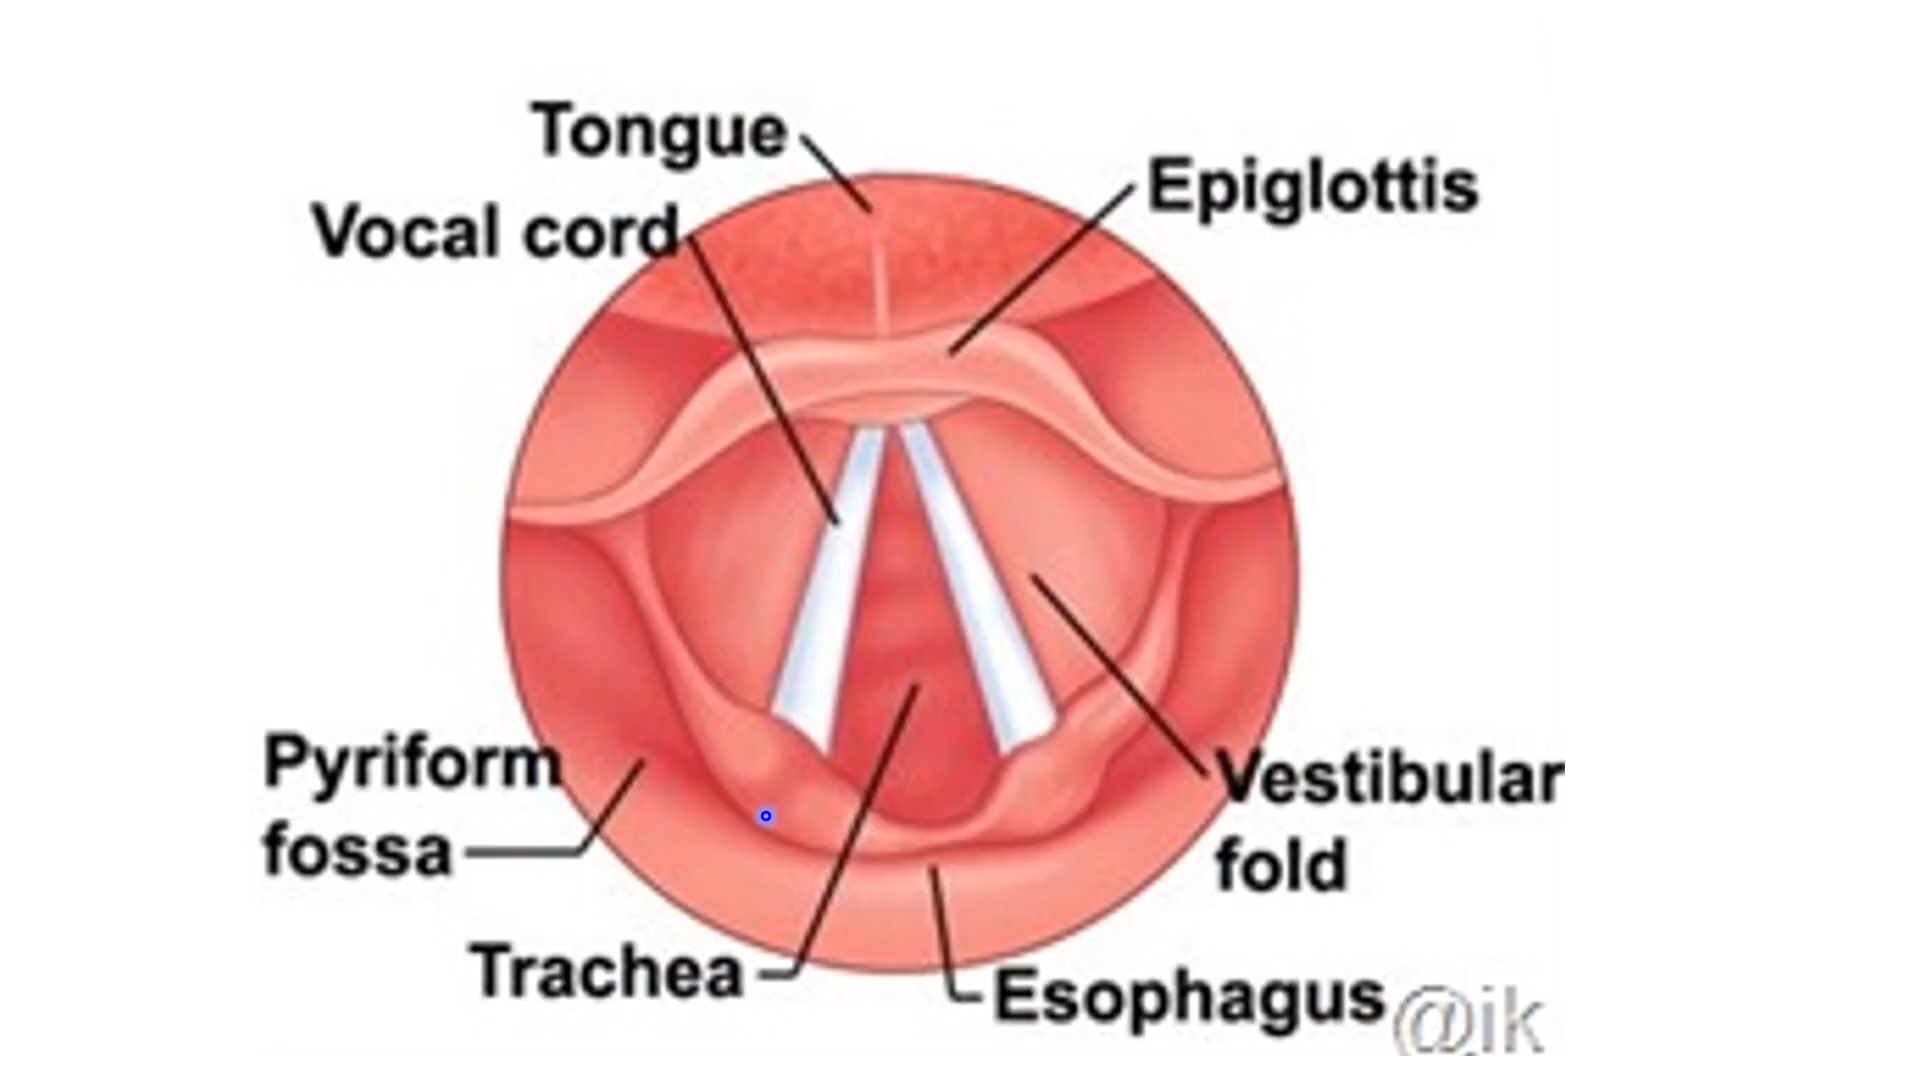 Tongue
Epiglottis
Vocal cord
Pyriform
fossa
Vestibular
fold
Trachea
Esophagus
@ik